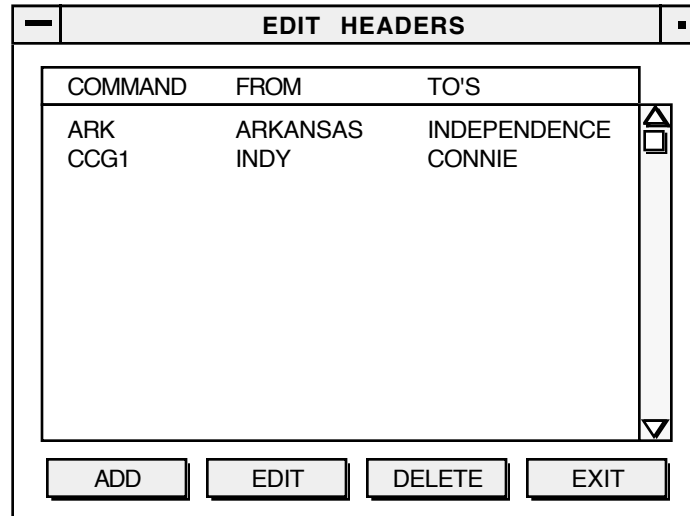 EDIT HEADERS
COMMAND FROM TO'S
ARK ARKANSAS INDEPENDENCE
CCG1 INDY CONNIE
ADD EDIT DELETE EXIT